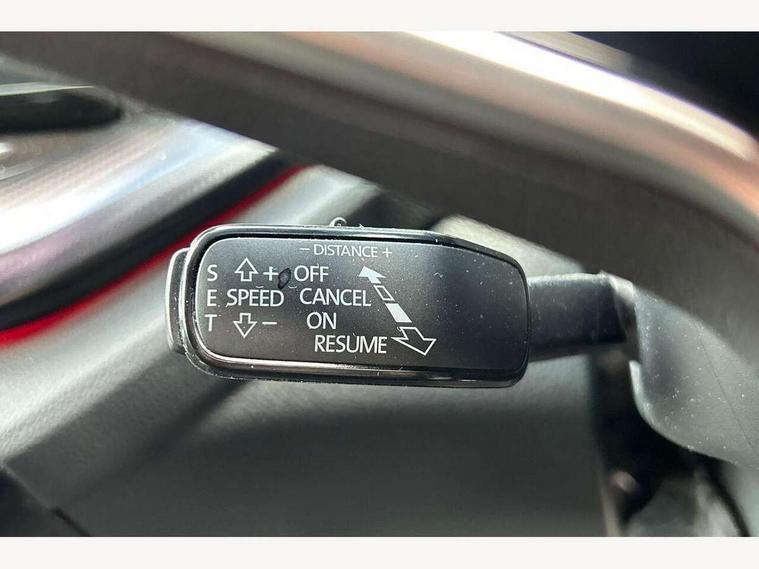 – DISTANCE +
S + OFF
E SPEED CANCEL
T – ON
RESUME